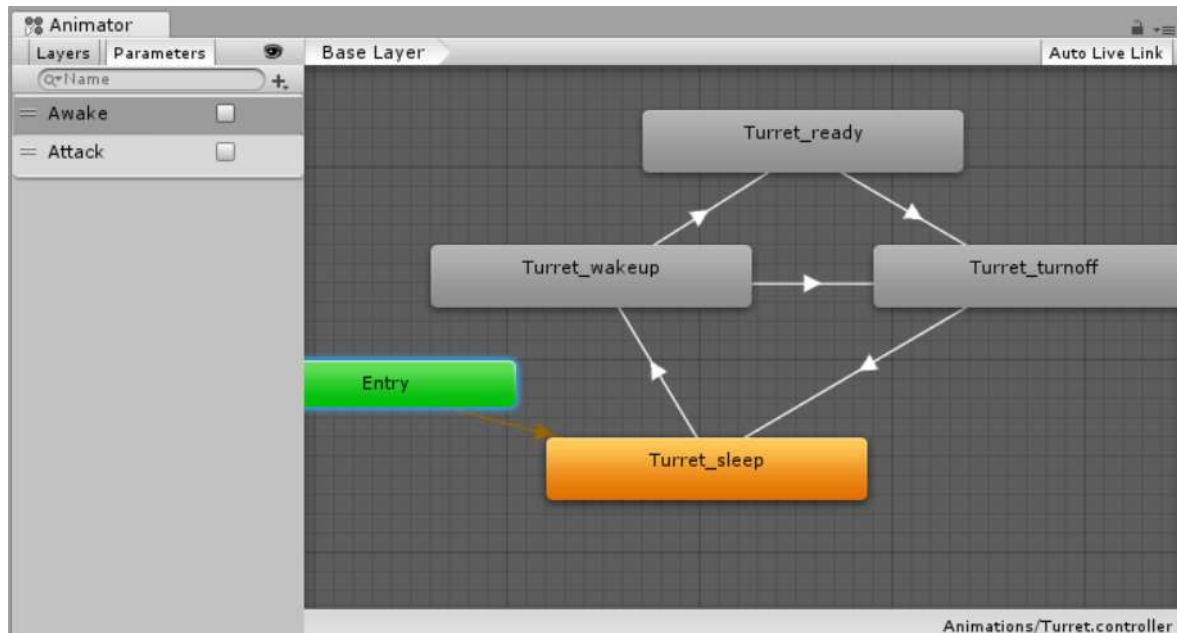 Animator
Layers Parameters
Base Layer
Auto Live Link
Name
Awake
Attack
Turret_ready
Turret_wakeup
Turret_turnoff
Entry
Turret_sleep
Animations/Turret.controller